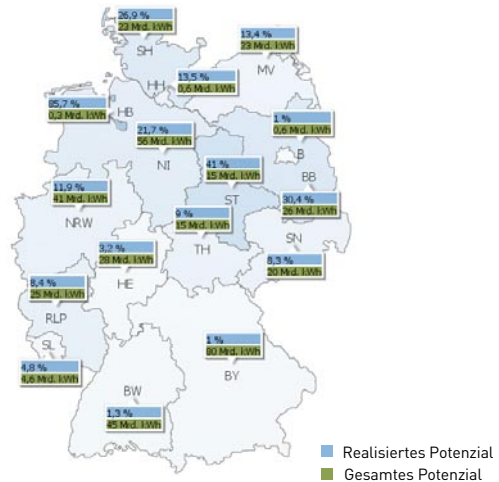 26,9 %
23 Mrd. kWh
SH
13,4 %
23 Mrd. kWh
MV
HH
13,5 %
0,6 Mrd. kWh
85,7 %
0,3 Mrd. kWh
HB
21,7 %
56 Mrd. kWh
NI
1 %
0,6 Mrd. kWh
B
BB
41 %
15 Mrd. kWh
ST
30,4 %
26 Mrd. kWh
11,9 %
41 Mrd. kWh
NRW
9 %
15 Mrd. kWh
TH
SN
8,3 %
20 Mrd. kWh
3,2 %
28 Mrd. kWh
HE
8,4 %
25 Mrd. kWh
RLP
SL
4,8 %
4,6 Mrd. kWh
1 %
80 Mrd. kWh
BY
BW
1,3 %
45 Mrd. kWh
Realisiertes Potenzial
Gesamtes Potenzial